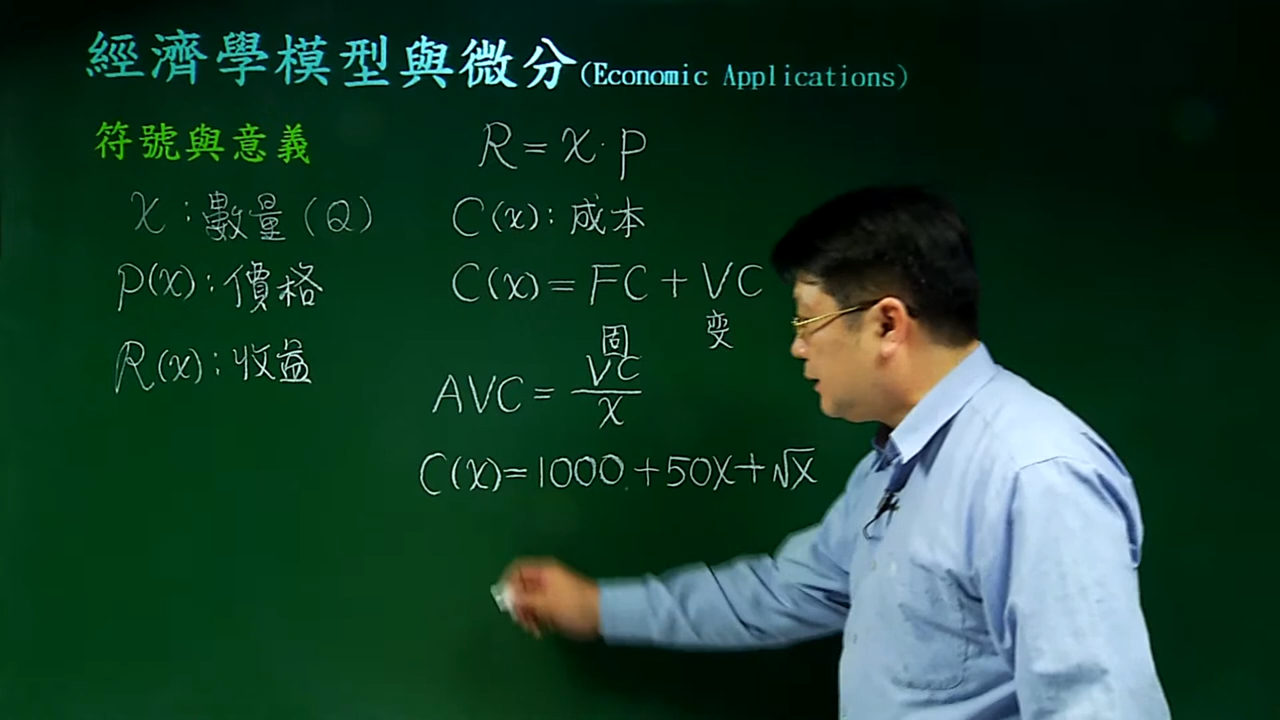 經濟學模型與微分(Economic Applications)
符號與意義
x:數量(Q)
p(x):價格
R(x):收益
R=x·p
C(x):成本
C(x)=FC+VC
固 变
AVC=VC/x
C(x)=1000+50x+√x